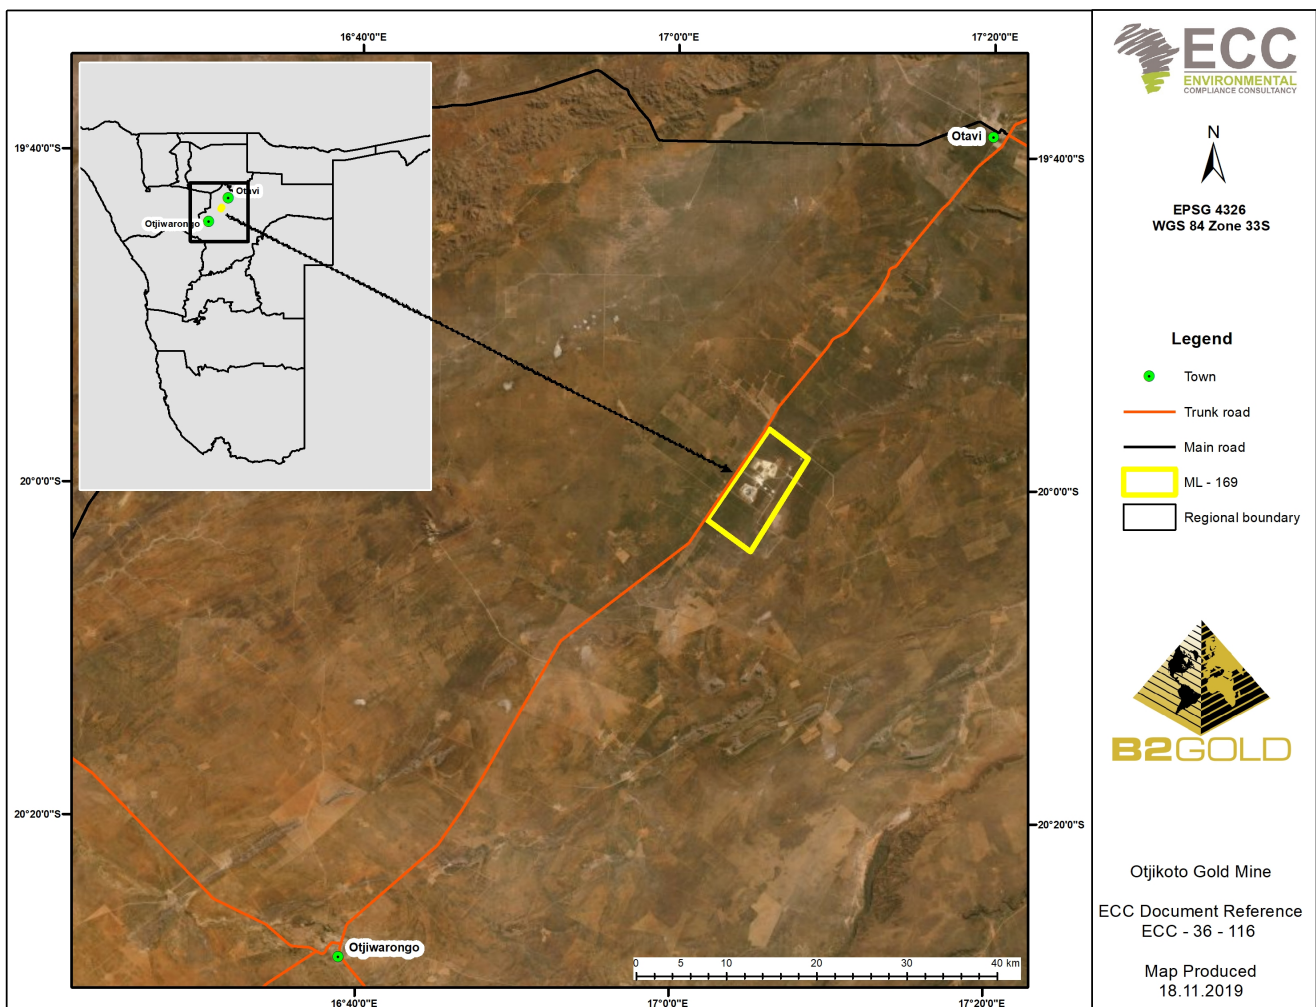 16°40'0"E
17°0'0"E
17°20'0"E
19°40'0"S
19°40'0"S
Otavi
Otavi
Otjiwarongo
20°0'0"S
20°0'0"S
20°20'0"S
20°20'0"S
Otjiwarongo
0 5 10 20 30 40 km
16°40'0"E
17°0'0"E
17°20'0"E
ECC
ENVIRONMENTAL
COMPLIANCE CONSULTANCY
N
EPSG 4326
WGS 84 Zone 33S
Legend
Town
Trunk road
Main road
ML - 169
Regional boundary
B2GOLD
Otjikoto Gold Mine
ECC Document Reference
ECC - 36 - 116
Map Produced
18.11.2019